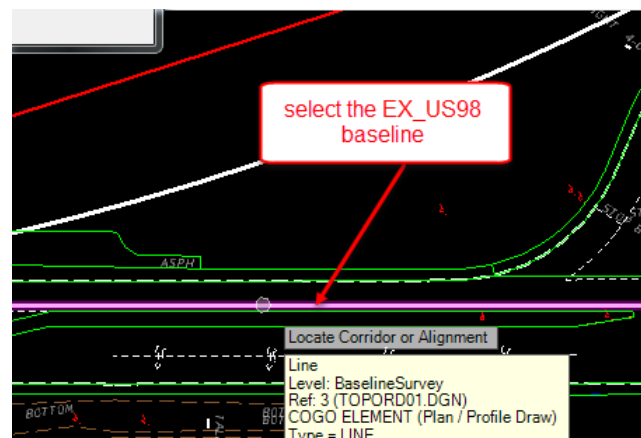 select the EX_US98
baseline
ASPH
Locate Corridor or Alignment
Line
Level: BaselineSurvey
Ref: 3 (TOPORD01.DGN)
COGO ELEMENT (Plan / Profile Draw)
Type = LINE
BOTTOM